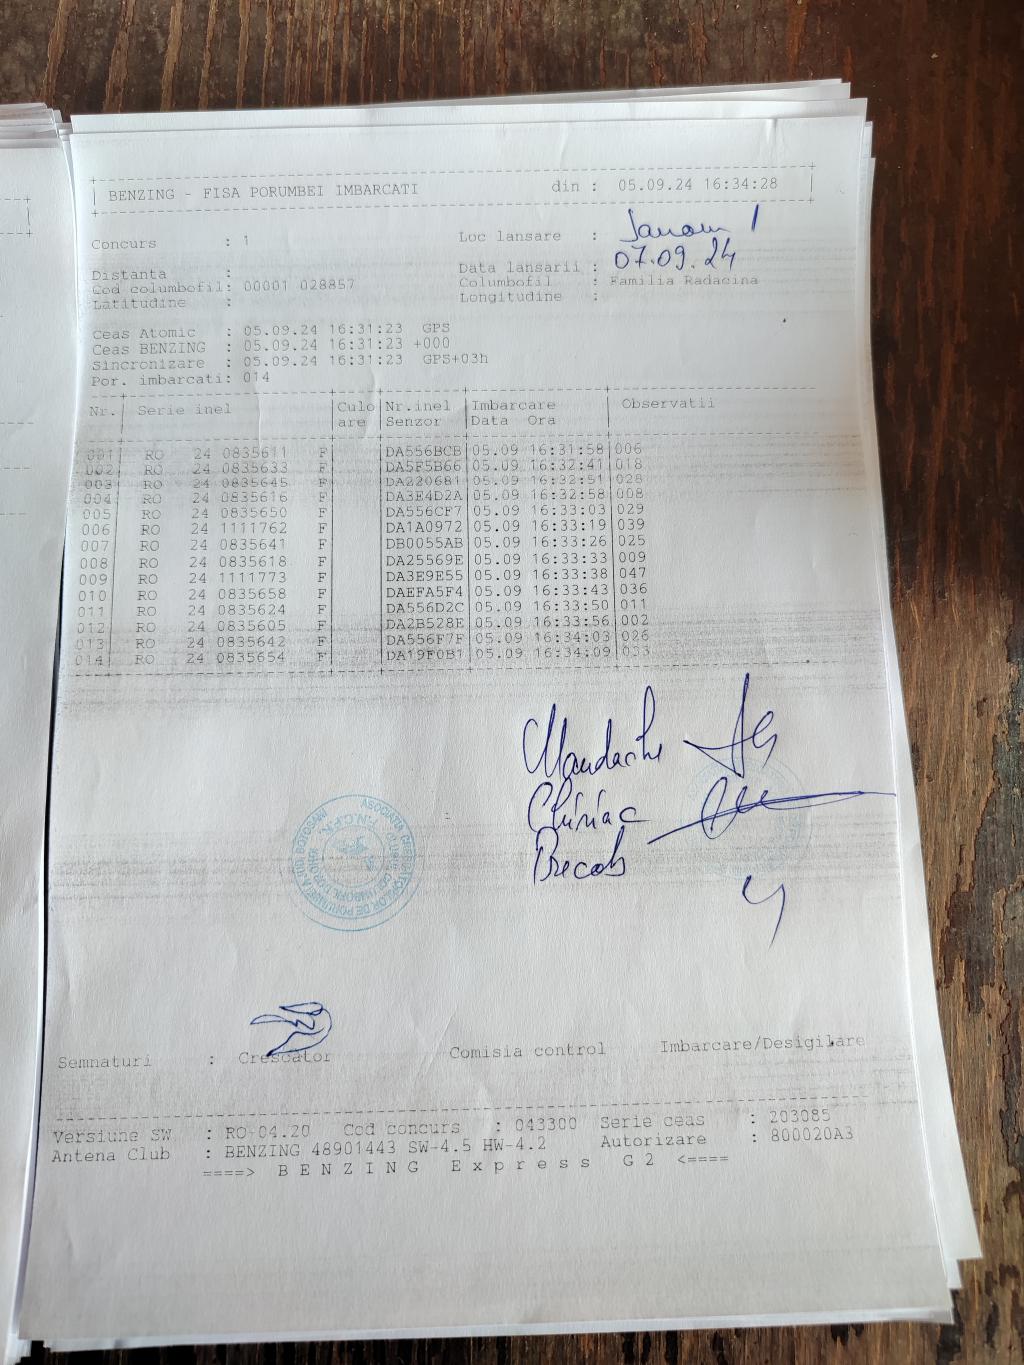 BENZING - FISA PORUMBEI IMBARCATI din : 05.09.24 16:34:28
Concurs : 1 Loc lansare :
Distanta : Data lansarii : 07.09.24
Cod columbofil: 00001 028857 Columbofil : Familia Radacina
Latitudine : Longitudine :
Ceas Atomic : 05.09.24 16:31:23 GPS
Ceas BENZING : 05.09.24 16:31:23 +000
Sincronizare : 05.09.24 16:31:23 GPS+03h
Por. imbarcati: 014
Nr. Serie inel Culo Nr.inel Imbarcare Observatii
are Senzor Data Ora
001 RO 24 0835611 F DA556BCB 05.09 16:31:58 006
002 RO 24 0835633 F DA5F5B66 05.09 16:32:41 018
003 RO 24 0835645 F DA220681 05.09 16:32:51 028
004 RO 24 0835616 F DA3E4D2A 05.09 16:32:58 008
005 RO 24 0835650 F DA556CF7 05.09 16:33:03 029
006 RO 24 1111762 F DA1A0972 05.09 16:33:19 039
007 RO 24 0835641 F DB0055AB 05.09 16:33:26 025
008 RO 24 0835618 F DA25569E 05.09 16:33:33 009
009 RO 24 1111773 F DA3E9E55 05.09 16:33:38 047
010 RO 24 0835658 F DAEFA5F4 05.09 16:33:43 036
011 RO 24 0835624 F DA556D2C 05.09 16:33:50 011
012 RO 24 0835605 F DA2B528E 05.09 16:33:56 002
013 RO 24 0835642 F DA556F7F 05.09 16:34:03 026
014 RO 24 0835654 F DA19F0B1 05.09 16:34:09 033
Mandache
Chiriac
ASOCIATIA CRESCATORILOR DE PORUMBEI A JUD. BOTOSANI
Semnaturi : Crescator Comisia control Imbarcare/Desigilare
Versiune SW : RO-04.20 Cod concurs : 043300 Serie ceas : 203085
Antena Club : BENZING 48901443 SW-4.5 HW-4.2 Autorizare : 800020A3
====> B E N Z I N G E x p r e s s G 2 <====